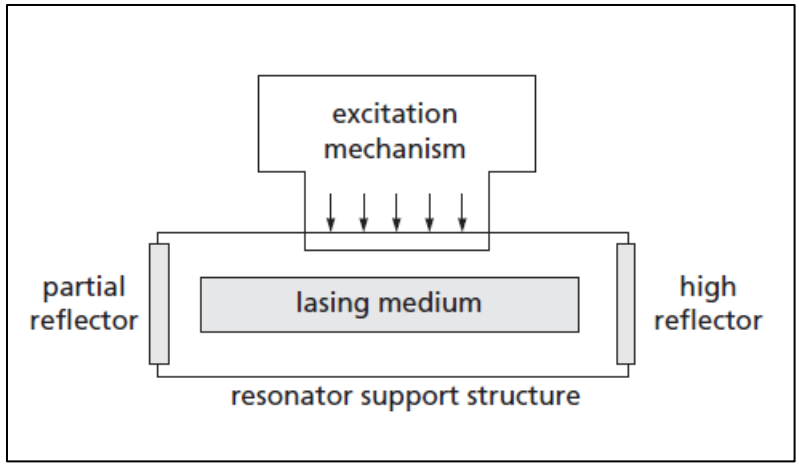 excitation
mechanism
partial
reflector
lasing medium
high
reflector
resonator support structure